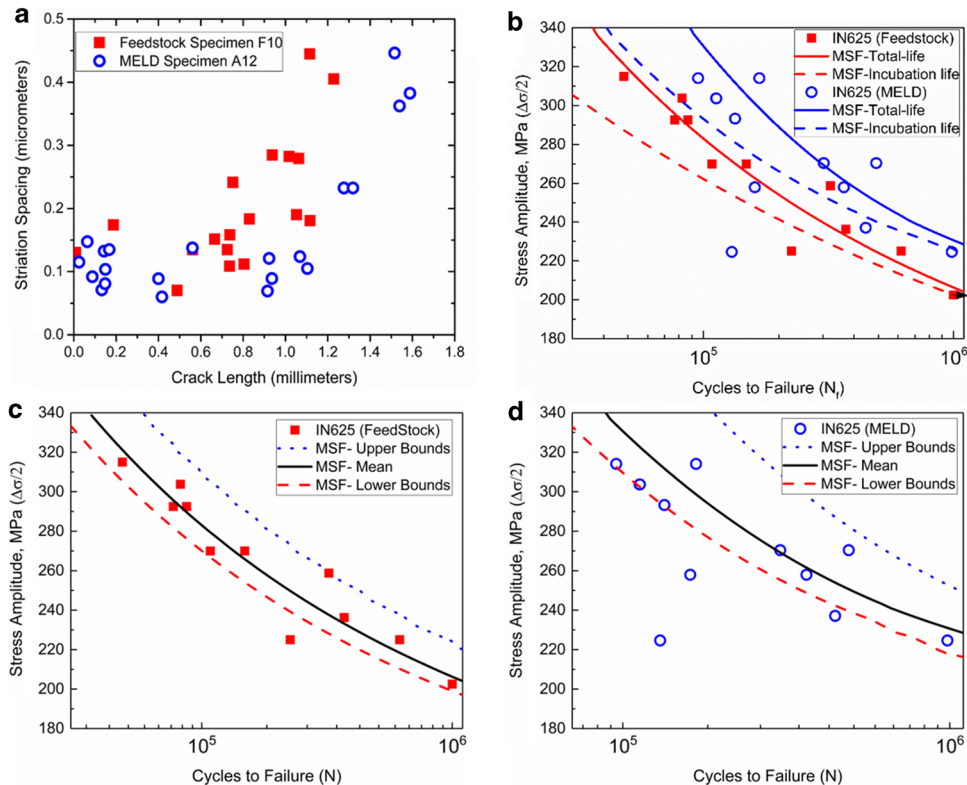 a
0.5
0.4
0.3
0.2
0.1
0.0
Striation Spacing (micrometers)
Feedstock Specimen F10
MELD Specimen A12
0.0 0.2 0.4 0.6 0.8 1.0 1.2 1.4 1.6 1.8
Crack Length (millimeters)
b
340
320
300
280
260
240
220
200
180
Stress Amplitude, MPa (Δσ/2)
IN625 (Feedstock)
MSF-Total-life
MSF-Incubation life
IN625 (MELD)
MSF-Total-life
MSF-Incubation life
10⁵ 10⁶
Cycles to Failure (Nf)
c
340
320
300
280
260
240
220
200
180
Stress Amplitude, MPa (Δσ/2)
IN625 (FeedStock)
MSF- Upper Bounds
MSF- Mean
MSF- Lower Bounds
10⁵ 10⁶
Cycles to Failure (N)
d
340
320
300
280
260
240
220
200
180
Stress Amplitude, MPa (Δσ/2)
IN625 (MELD)
MSF- Upper Bounds
MSF- Mean
MSF- Lower Bounds
10⁵ 10⁶
Cycles to Failure (N)